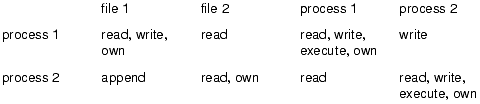 file 1 file 2 process 1 process 2
process 1 read, write, read read, write, write
own execute, own
process 2 append read, own read read, write,
execute, own